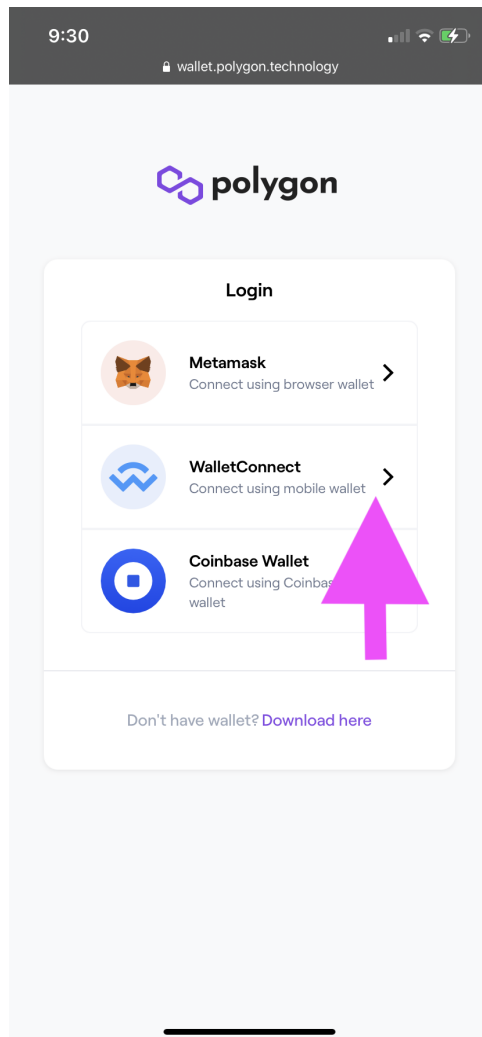 9:30
wallet.polygon.technology
polygon
Login
Metamask
Connect using browser wallet
WalletConnect
Connect using mobile wallet
Coinbase Wallet
Connect using
wallet
Don't have wallet? Download here